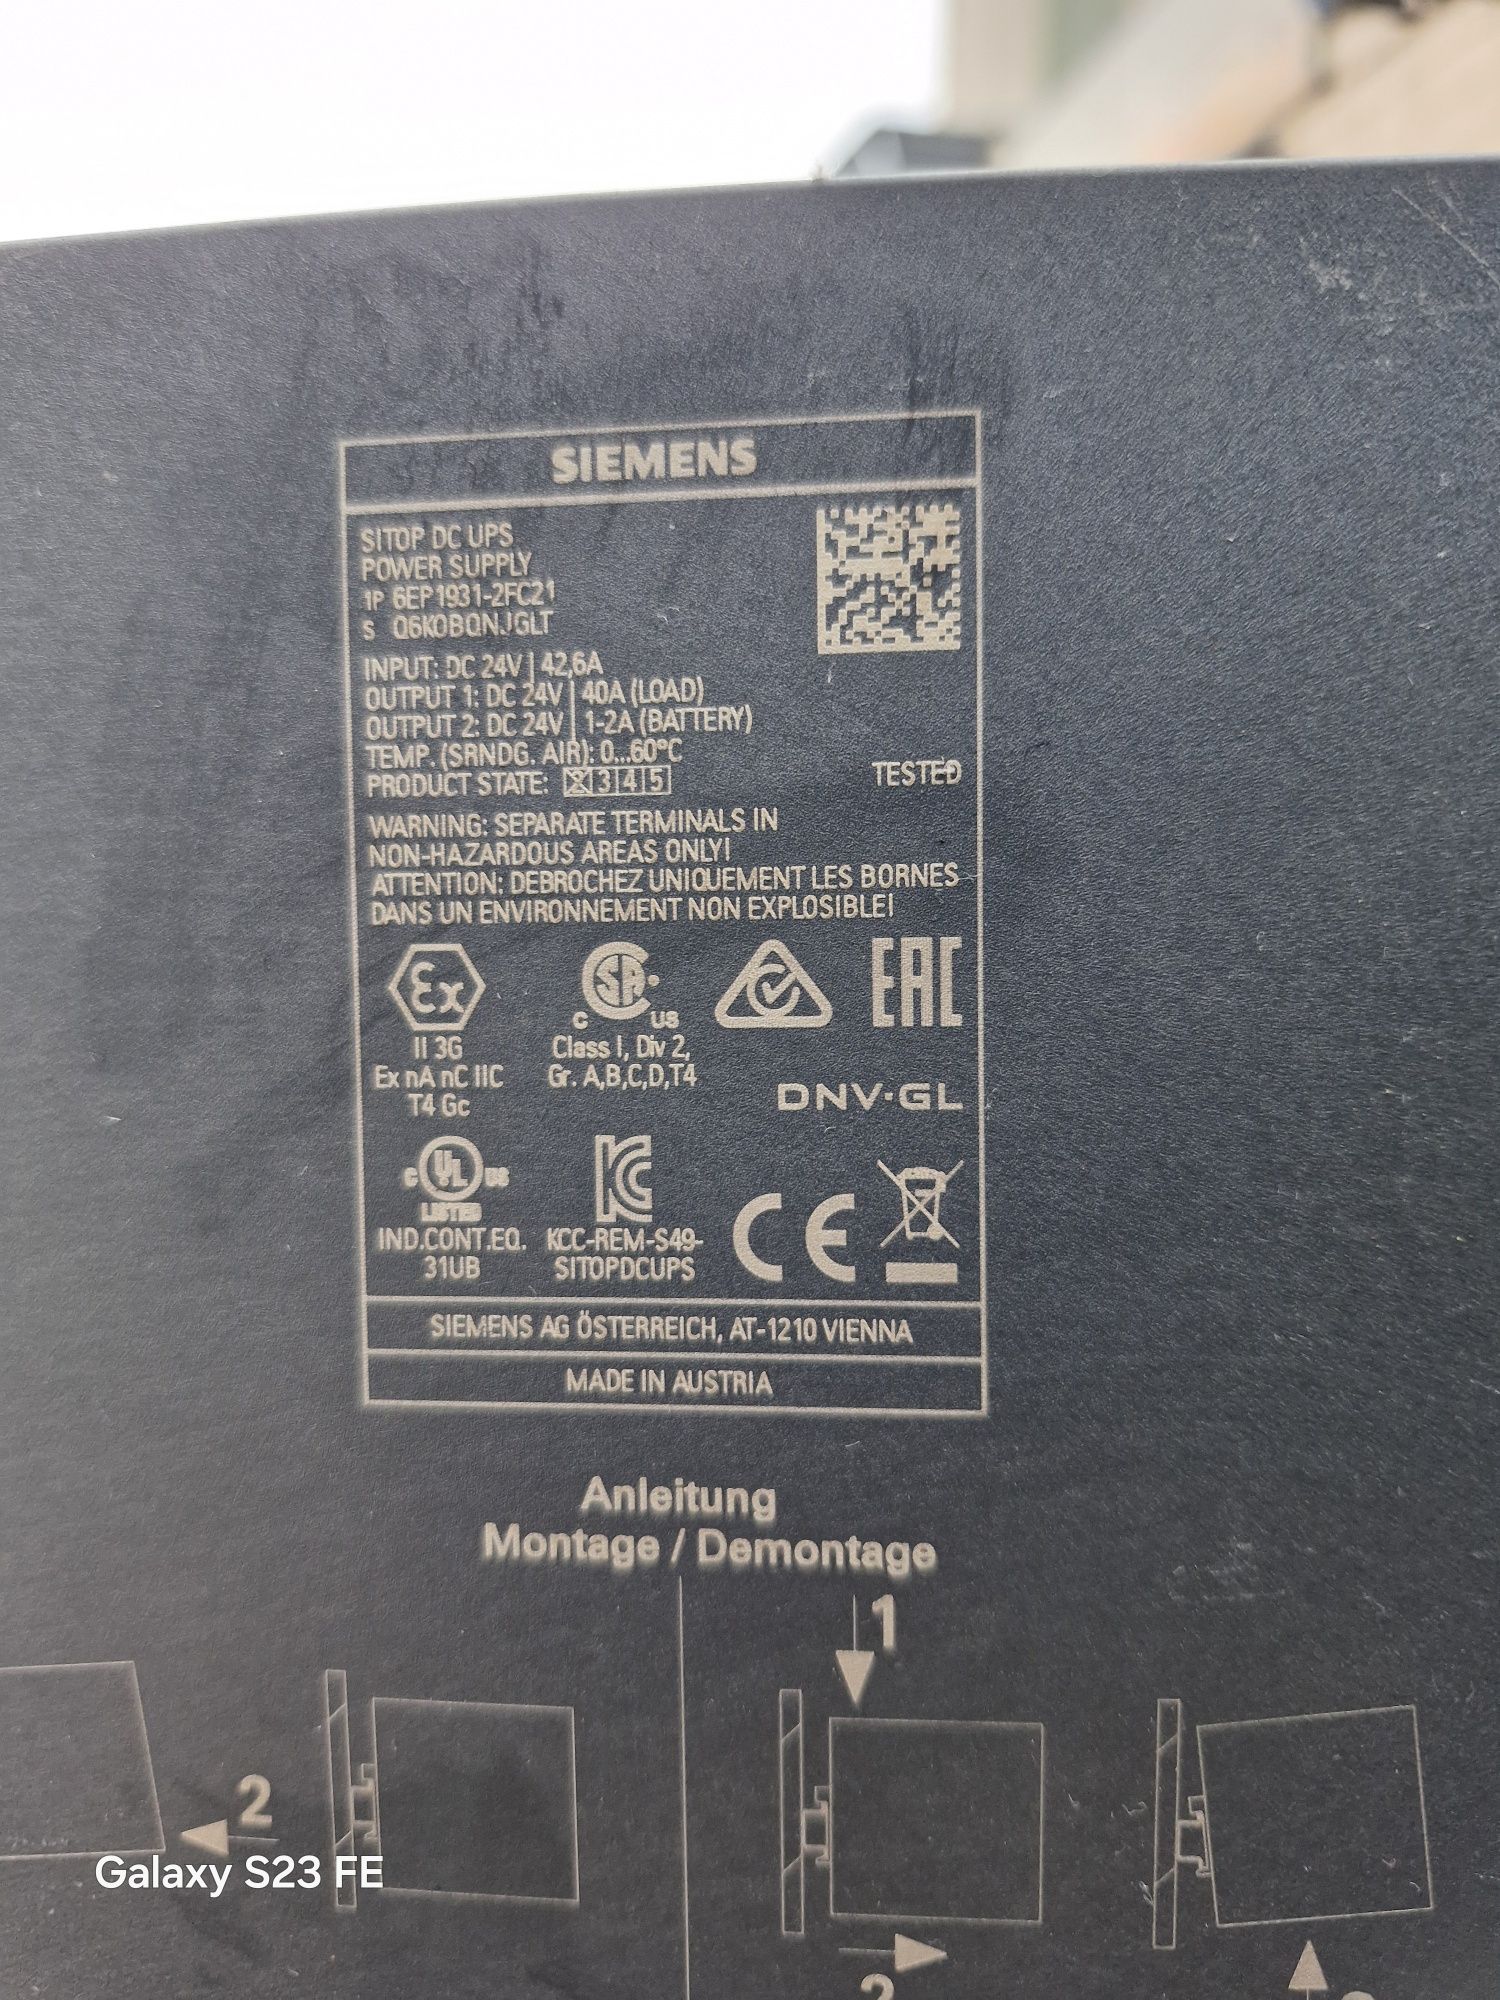 SIEMENS
SITOP DC UPS
POWER SUPPLY
1P 6EP1931-2FC21
S Q6K0BQNJGLT
INPUT: DC 24V | 42,6A
OUTPUT 1: DC 24V | 40A (LOAD)
OUTPUT 2: DC 24V | 1-2A (BATTERY)
TEMP. (SRNDG. AIR): 0...60°C
PRODUCT STATE: X 3 4 5
TESTED
WARNING: SEPARATE TERMINALS IN
NON-HAZARDOUS AREAS ONLY!
ATTENTION: DEBROCHEZ UNIQUEMENT LES BORNES
DANS UN ENVIRONNEMENT NON EXPLOSIBLE!
Ex
II 3G
Ex nA nC IIC
T4 Gc
C SA US
Class I, Div 2,
Gr. A,B,C,D,T4
EAC
DNV·GL
C UL US
LISTED
IND.CONT.EQ.
31UB
KC
KCC-REM-S49-
SITOPDCUPS
CE
SIEMENS AG ÖSTERREICH, AT-1210 VIENNA
MADE IN AUSTRIA
Anleitung
Montage / Demontage
1
2
2
Galaxy S23 FE